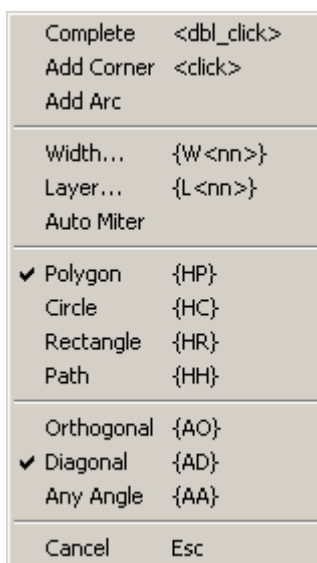 Complete <dbl_click>
Add Corner <click>
Add Arc
Width... {W<nn>}
Layer... {L<nn>}
Auto Miter
Polygon {HP}
Circle {HC}
Rectangle {HR}
Path {HH}
Orthogonal {AO}
Diagonal {AD}
Any Angle {AA}
Cancel Esc